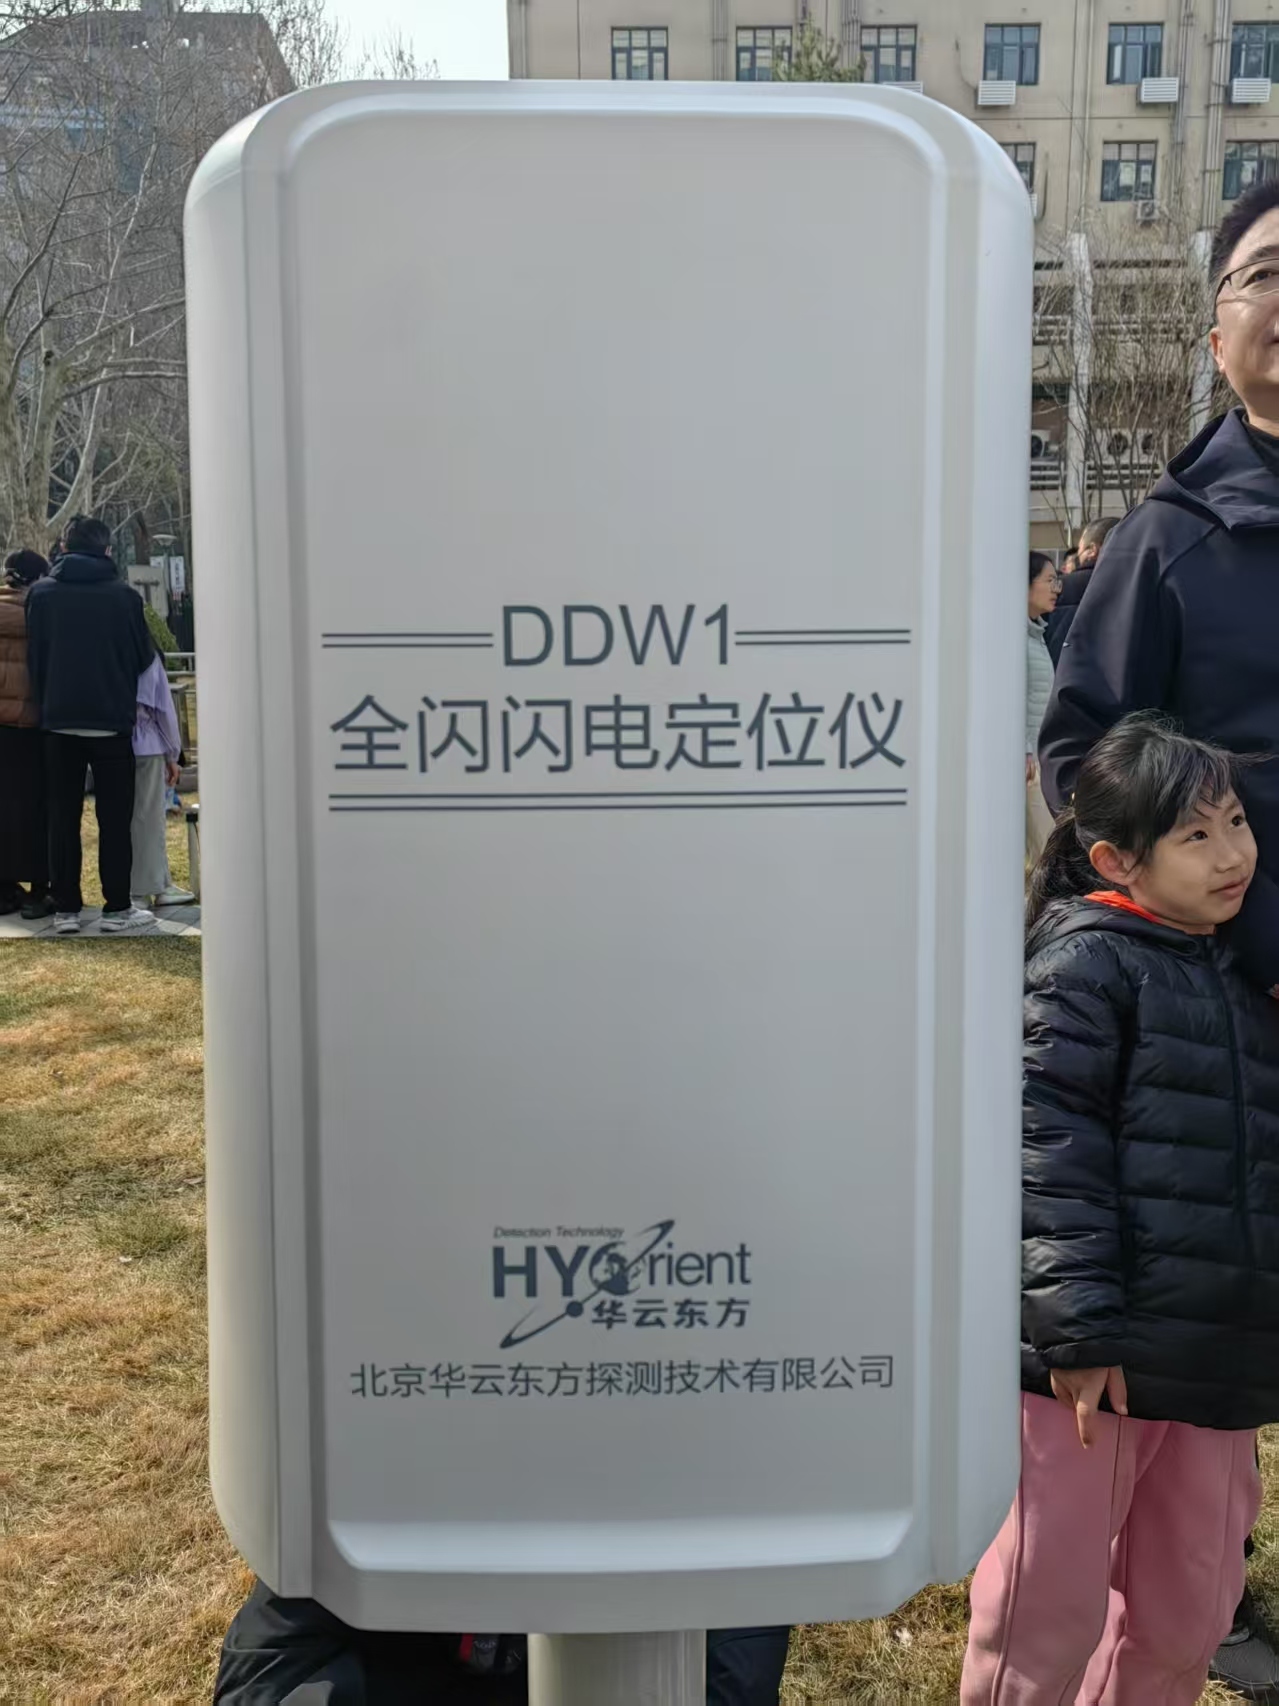 DDW1
全闪闪电定位仪
Detection Technology
HYOrient
华云东方
北京华云东方探测技术有限公司